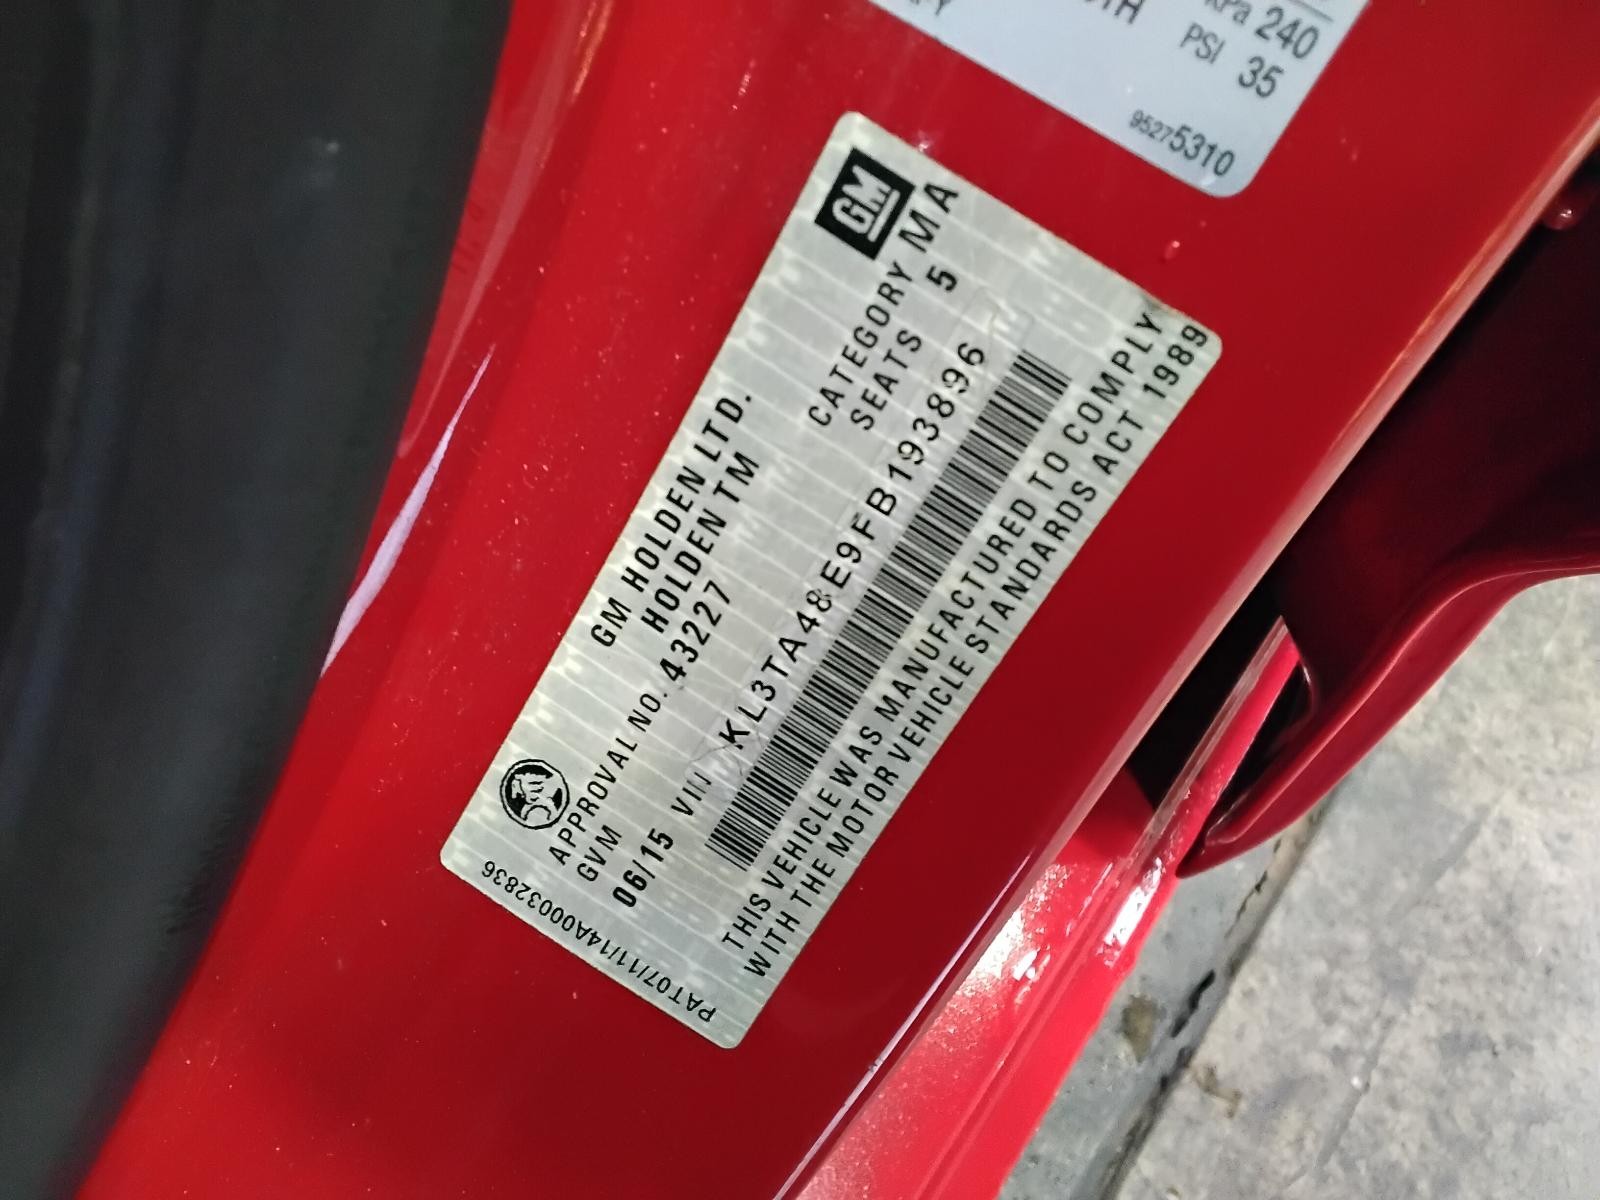 kPa 240
PSI 35
95275310
GM
CATEGORY MA
SEATS 5
GM HOLDEN LTD.
HOLDEN TM
APPROVAL NO. 43227
GVM
06/15 VIN KL3TA48E9FB193896
THIS VEHICLE WAS MANUFACTURED TO COMPLY
WITH THE MOTOR VEHICLE STANDARDS ACT 1989
PAT07/11/14A000032836